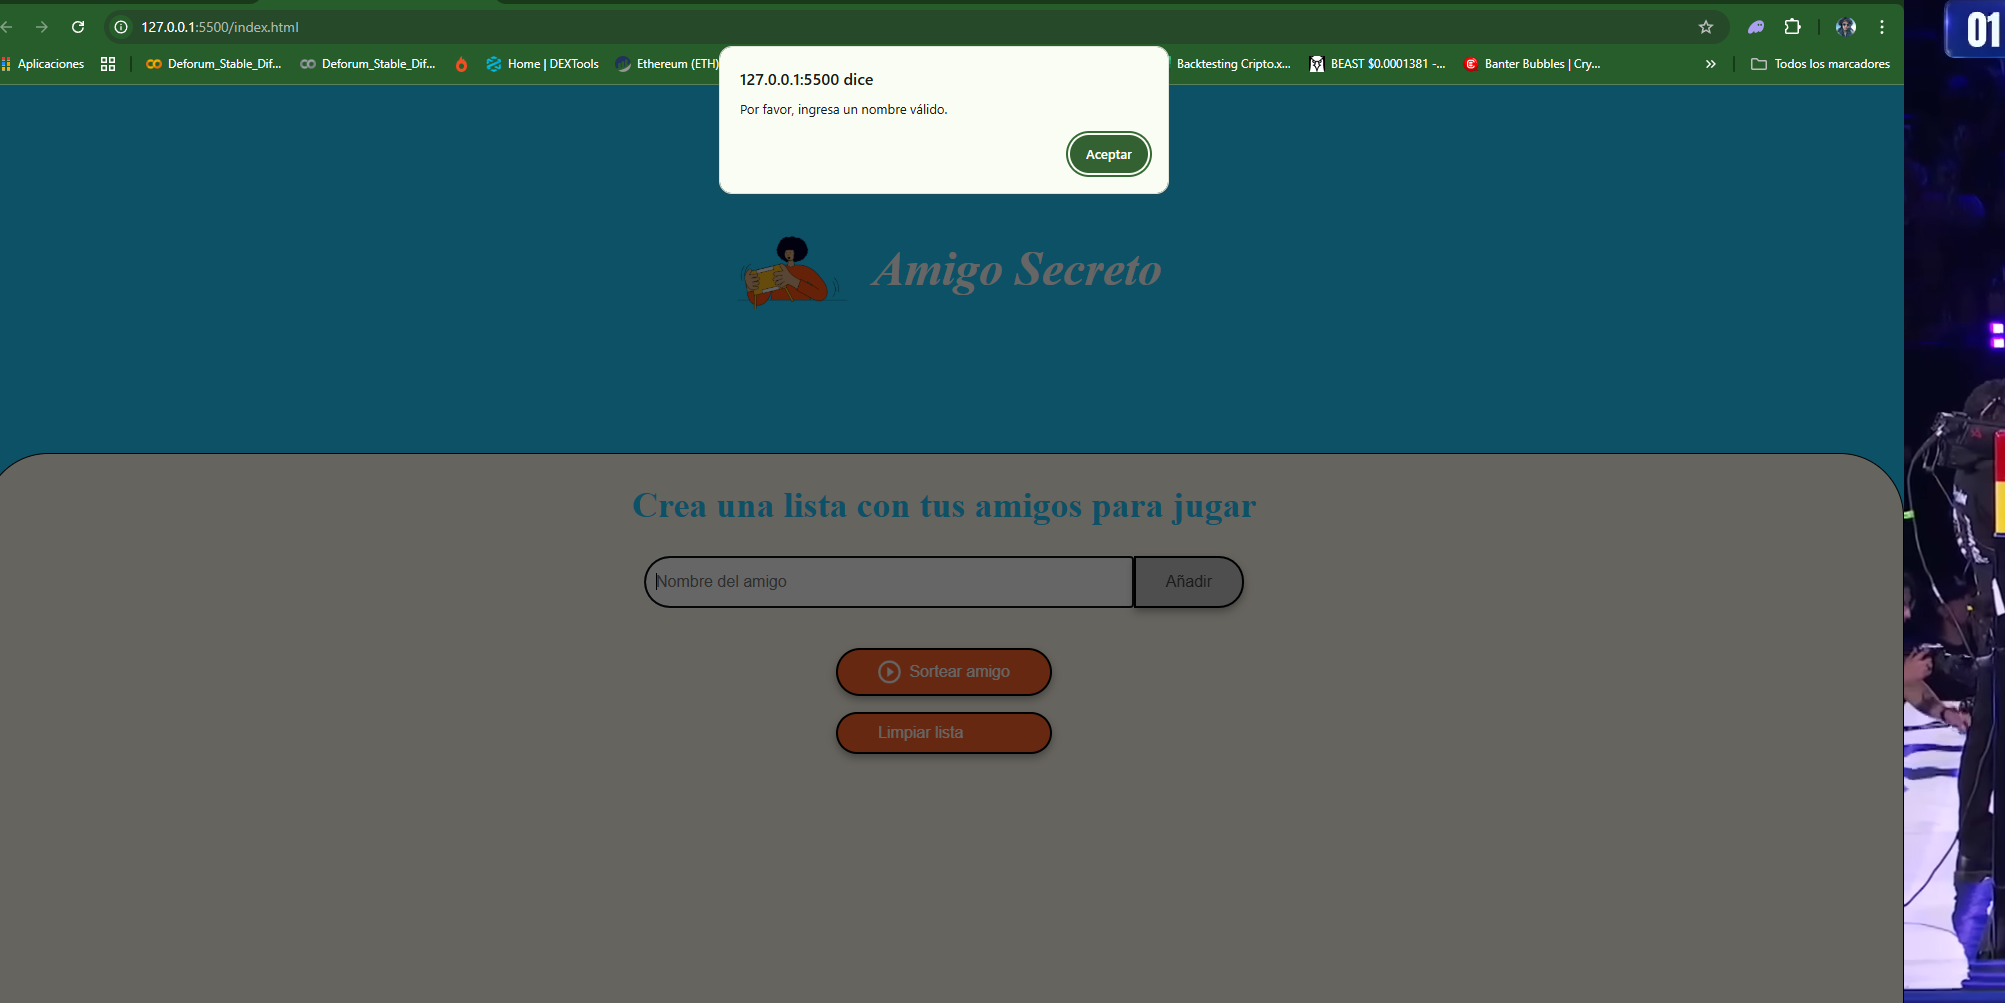 127.0.0.1:5500/index.html
Aplicaciones
Deforum_Stable_Dif...
Deforum_Stable_Dif...
Home | DEXTools
Ethereum (ETH)
Backtesting Cripto.x...
BEAST $0.0001381 -...
Banter Bubbles | Cry...
»
Todos los marcadores
127.0.0.1:5500 dice
Por favor, ingresa un nombre válido.
Aceptar
01
Amigo Secreto
Crea una lista con tus amigos para jugar
Nombre del amigo
Añadir
Sortear amigo
Limpiar lista